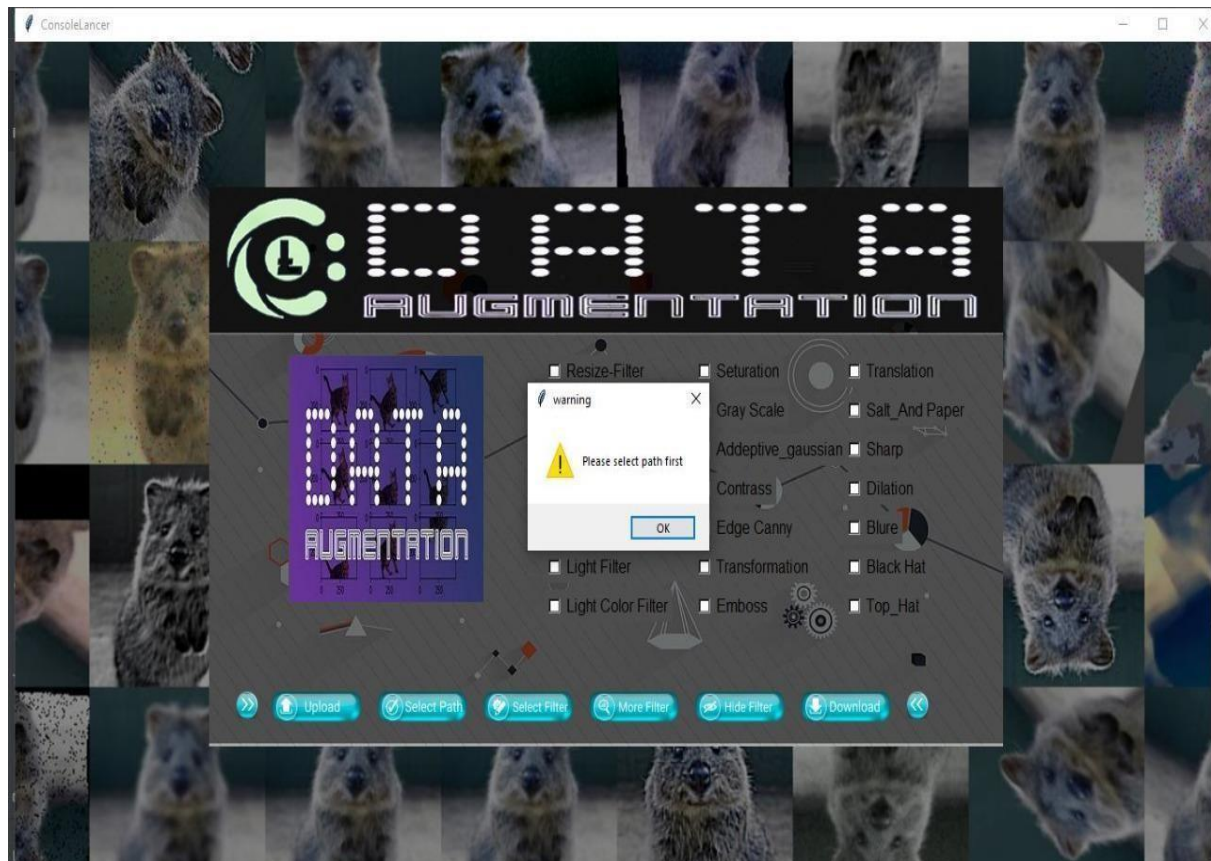 ConsoleLancer
DATA
AUGMENTATION
DATA
AUGMENTATION
Resize-Filter
Seturation
Translation
warning
Please select path first
OK
Gray Scale
Salt_And Paper
Addeptive_gaussian
Sharp
Contrass
Dilation
Edge Canny
Blure
Light Filter
Transformation
Black Hat
Light Color Filter
Emboss
Top_Hat
Upload
Select Path
Select Filter
More Filter
Hide Filter
Download